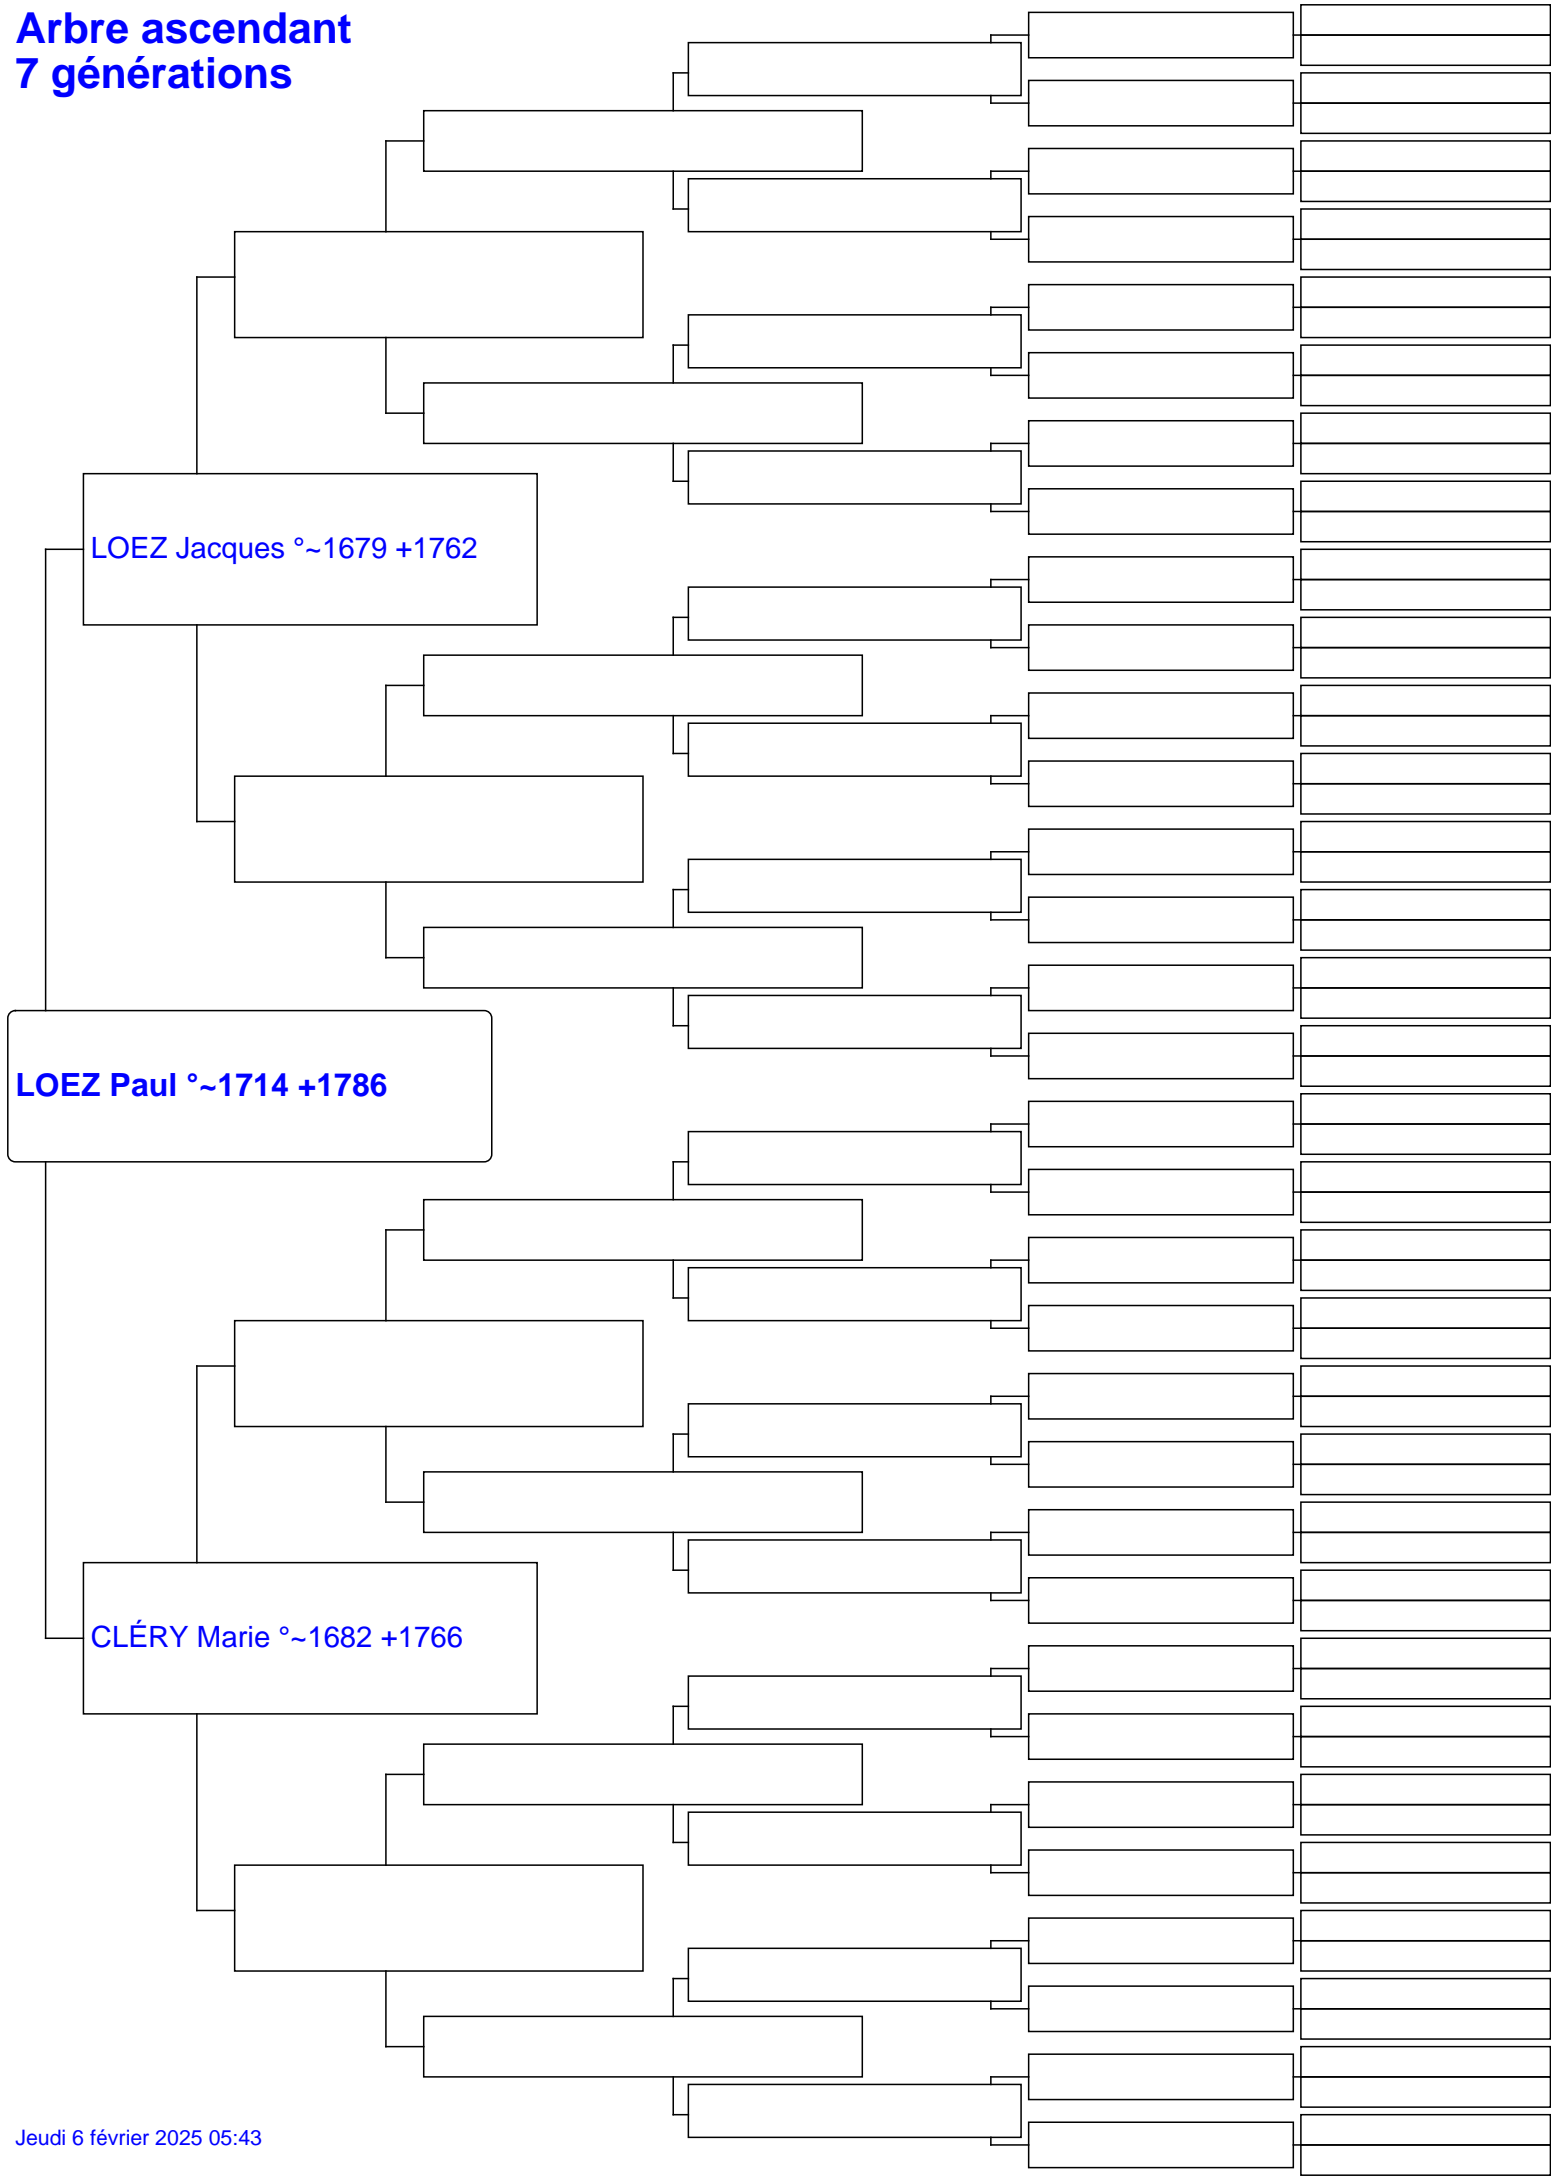 Arbre ascendant
7 générations
LOEZ Jacques °~1679 +1762
LOEZ Paul °~1714 +1786
CLÉRY Marie °~1682 +1766
Jeudi 6 février 2025 05:43